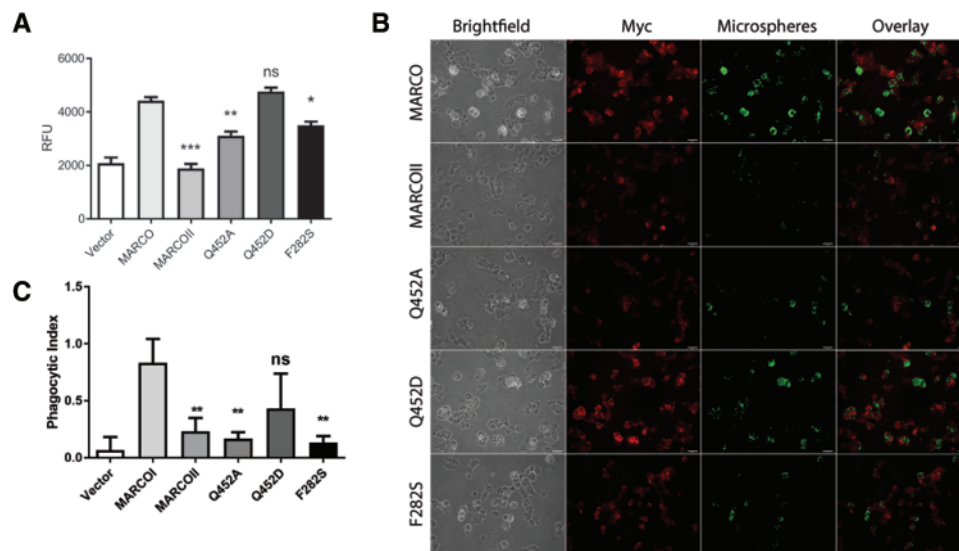 A
6000
4000
2000
0
RFU
***
**
ns
*
Vector
MARCO
MARCOII
Q452A
Q452D
F282S
C
1.5
1.0
0.5
0.0
Phagocytic Index
**
**
ns
**
Vector
MARCOI
MARCOII
Q452A
Q452D
F282S
B
Brightfield Myc Microspheres Overlay
MARCO
MARCOII
Q452A
Q452D
F282S